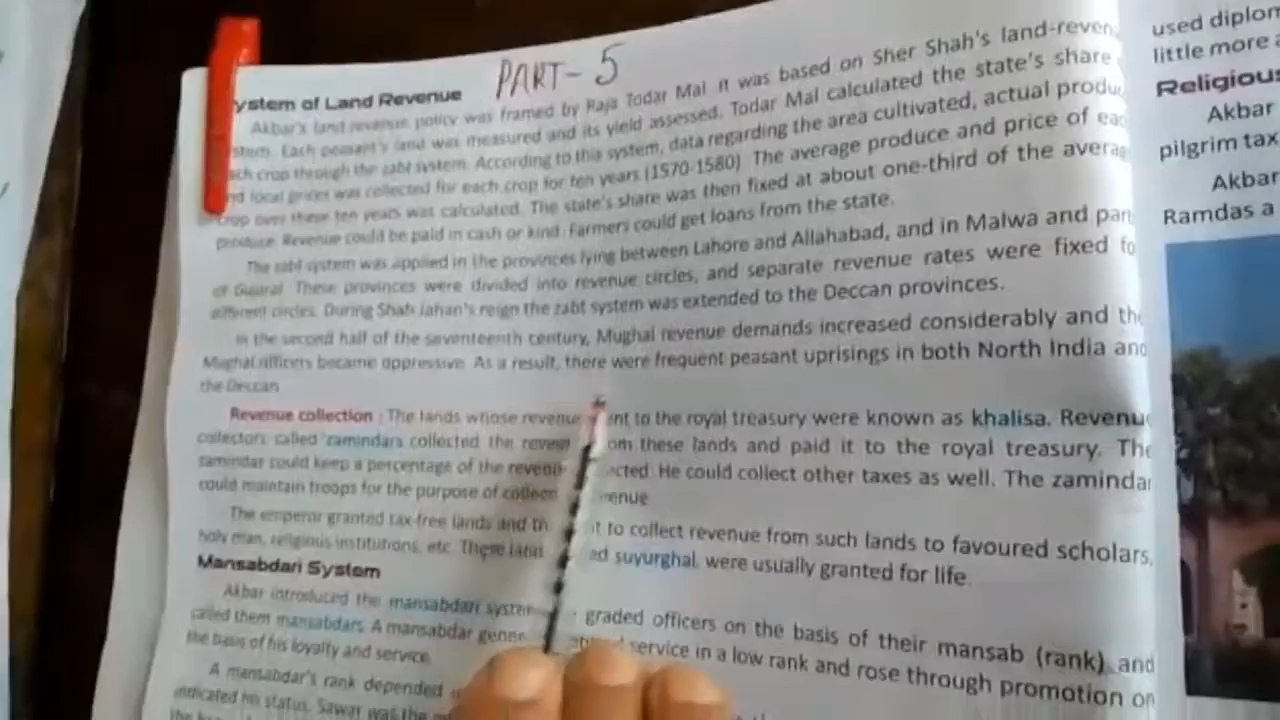 PART-5
ystem of Land Revenue
Akbar's land revenue policy was framed by Raja Todar Mal. It was based on Sher Shah's land-reven
stem. Each peasant's land was measured and its yield assessed. Todar Mal calculated the state's share
ach crop through the zabt system. According to this system, data regarding the area cultivated, actual produ
nd local prices was collected for each crop for ten years (1570-1580). The average produce and price of eac
crop over these ten years was calculated. The state's share was then fixed at about one-third of the averag
produce. Revenue could be paid in cash or kind. Farmers could get loans from the state.
The zabt system was applied in the provinces lying between Lahore and Allahabad, and in Malwa and par
of Gujarat. These provinces were divided into revenue circles, and separate revenue rates were fixed fo
different circles. During Shah Jahan's reign the zabt system was extended to the Deccan provinces.
In the second half of the seventeenth century, Mughal revenue demands increased considerably and the
Mughal officers became oppressive. As a result, there were frequent peasant uprisings in both North India and
the Deccan.
Revenue collection : The lands whose revenue ent to the royal treasury were known as khalisa. Revenu
collectors called zamindars collected the reven om these lands and paid it to the royal treasury. The
zamindar could keep a percentage of the revenu ected. He could collect other taxes as well. The zamindar
could maintain troops for the purpose of collec enue
The emperor granted tax-free lands and th t to collect revenue from such lands to favoured scholars,
holy man, religious institutions, etc. These land ed suyurghal, were usually granted for life.
Mansabdari System
Akbar introduced the mansabdari syste graded officers on the basis of their mansab (rank) and
called them mansabdars. A mansabdar gene service in a low rank and rose through promotion on
the basis of his loyalty and service.
A mansabdar's rank depended
indicated his status. Sawar was the
used diplom
little more a
Religious
Akbar
pilgrim tax
Akbar
Ramdas a